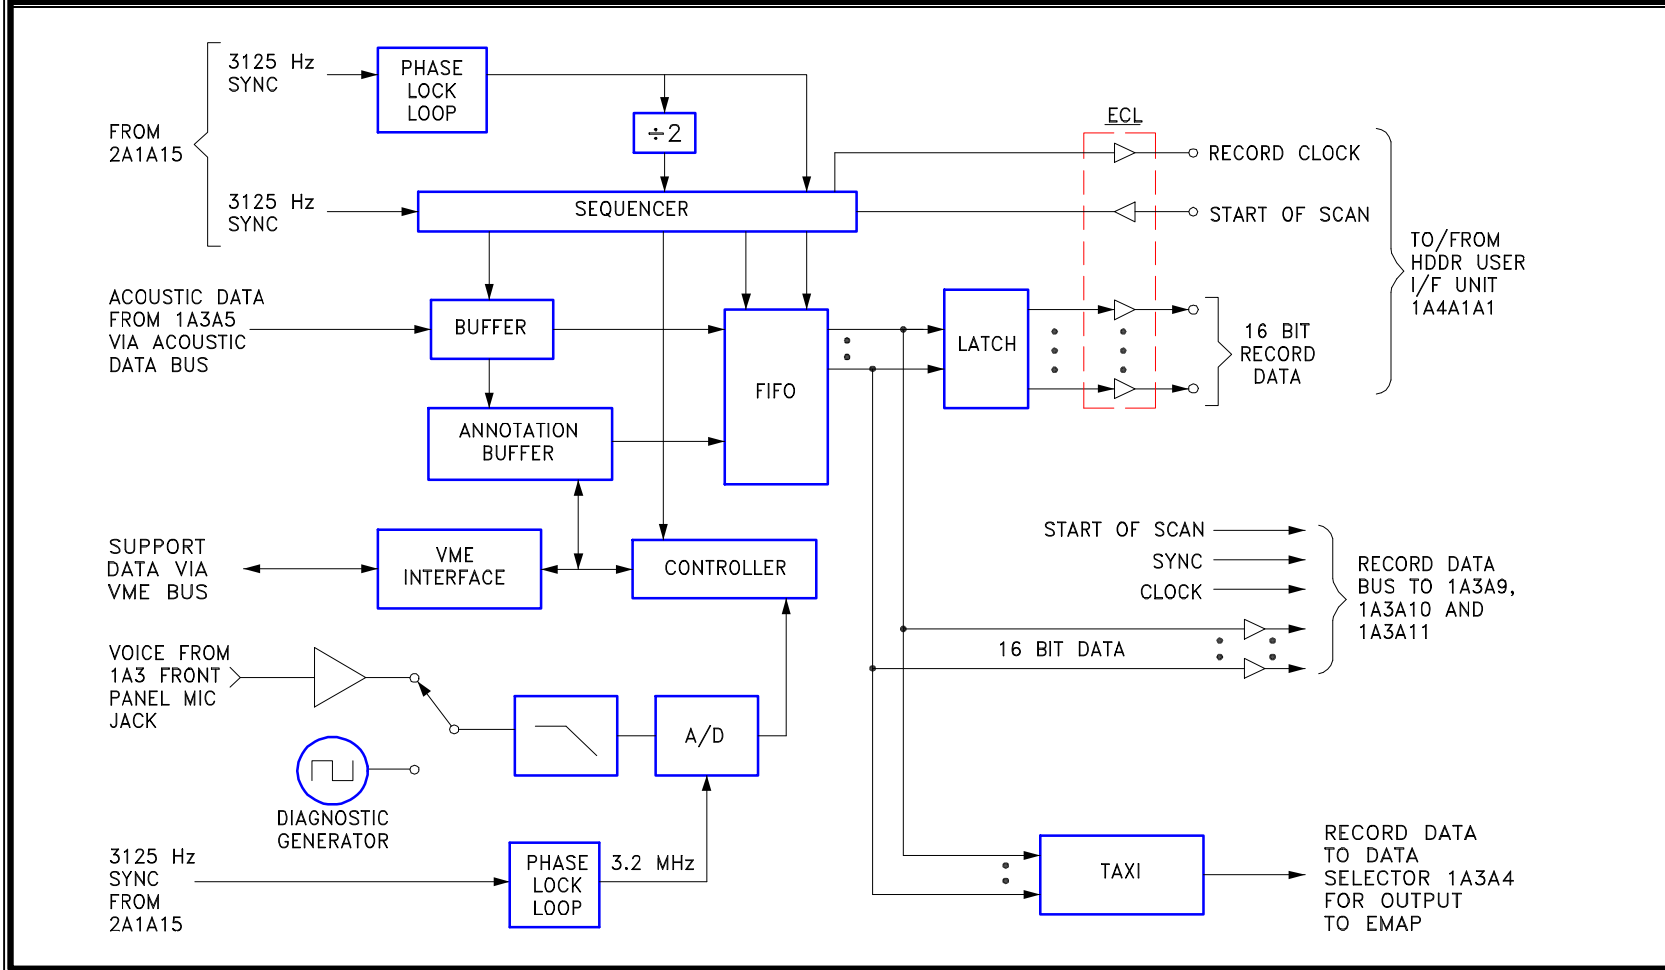 3125 Hz
SYNC
PHASE
LOCK
LOOP
÷2
FROM
2A1A15
3125 Hz
SYNC
SEQUENCER
ECL
RECORD CLOCK
START OF SCAN
TO/FROM
HDDR USER
I/F UNIT
1A4A1A1
ACOUSTIC DATA
FROM 1A3A5
VIA ACOUSTIC
DATA BUS
BUFFER
FIFO
LATCH
16 BIT
RECORD
DATA
ANNOTATION
BUFFER
SUPPORT
DATA VIA
VME BUS
VME
INTERFACE
CONTROLLER
START OF SCAN
SYNC
CLOCK
16 BIT DATA
RECORD DATA
BUS TO 1A3A9,
1A3A10 AND
1A3A11
VOICE FROM
1A3 FRONT
PANEL MIC
JACK
A/D
DIAGNOSTIC
GENERATOR
3125 Hz
SYNC
FROM
2A1A15
PHASE
LOCK
LOOP
3.2 MHz
TAXI
RECORD DATA
TO DATA
SELECTOR 1A3A4
FOR OUTPUT
TO EMAP